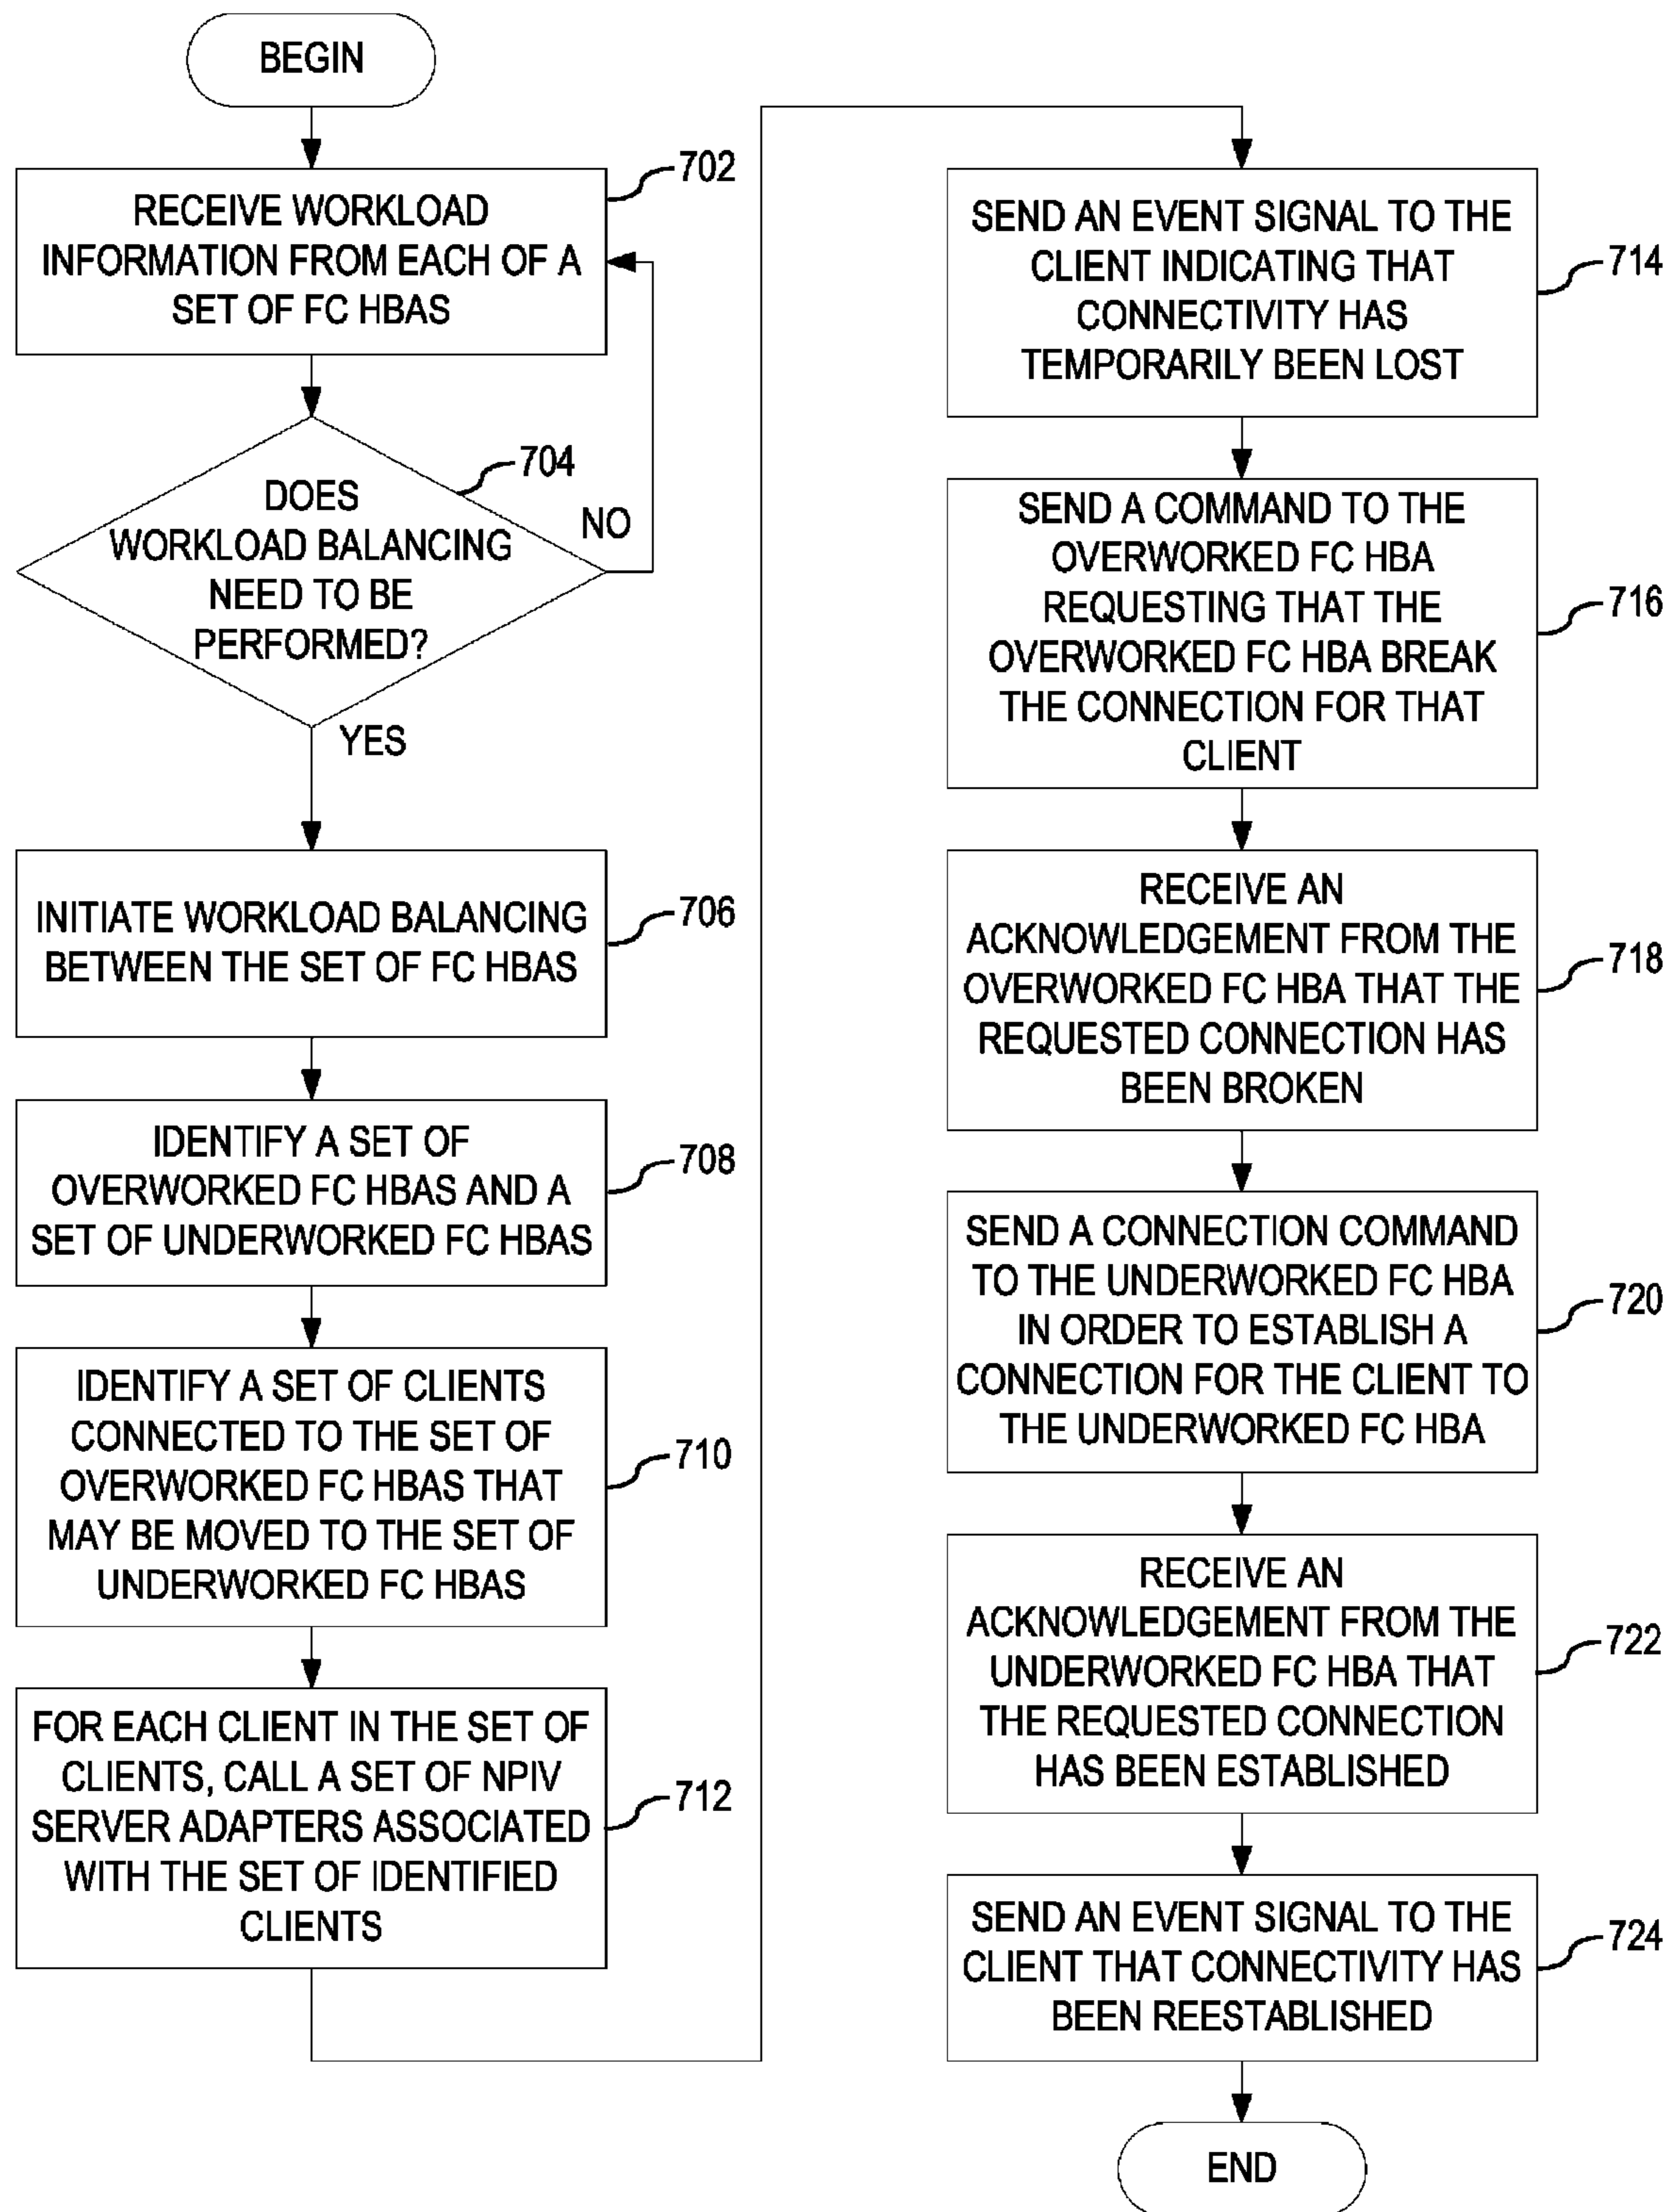 BEGIN
702
RECEIVE WORKLOAD
INFORMATION FROM EACH OF A
SET OF FC HBAS
704
DOES
WORKLOAD BALANCING
NEED TO BE
PERFORMED?
NO
YES
706
INITIATE WORKLOAD BALANCING
BETWEEN THE SET OF FC HBAS
708
IDENTIFY A SET OF
OVERWORKED FC HBAS AND A
SET OF UNDERWORKED FC HBAS
710
IDENTIFY A SET OF CLIENTS
CONNECTED TO THE SET OF
OVERWORKED FC HBAS THAT
MAY BE MOVED TO THE SET OF
UNDERWORKED FC HBAS
712
FOR EACH CLIENT IN THE SET OF
CLIENTS, CALL A SET OF NPIV
SERVER ADAPTERS ASSOCIATED
WITH THE SET OF IDENTIFIED
CLIENTS
714
SEND AN EVENT SIGNAL TO THE
CLIENT INDICATING THAT
CONNECTIVITY HAS
TEMPORARILY BEEN LOST
716
SEND A COMMAND TO THE
OVERWORKED FC HBA
REQUESTING THAT THE
OVERWORKED FC HBA BREAK
THE CONNECTION FOR THAT
CLIENT
718
RECEIVE AN
ACKNOWLEDGEMENT FROM THE
OVERWORKED FC HBA THAT THE
REQUESTED CONNECTION HAS
BEEN BROKEN
720
SEND A CONNECTION COMMAND
TO THE UNDERWORKED FC HBA
IN ORDER TO ESTABLISH A
CONNECTION FOR THE CLIENT TO
THE UNDERWORKED FC HBA
722
RECEIVE AN
ACKNOWLEDGEMENT FROM THE
UNDERWORKED FC HBA THAT
THE REQUESTED CONNECTION
HAS BEEN ESTABLISHED
724
SEND AN EVENT SIGNAL TO THE
CLIENT THAT CONNECTIVITY HAS
BEEN REESTABLISHED
END